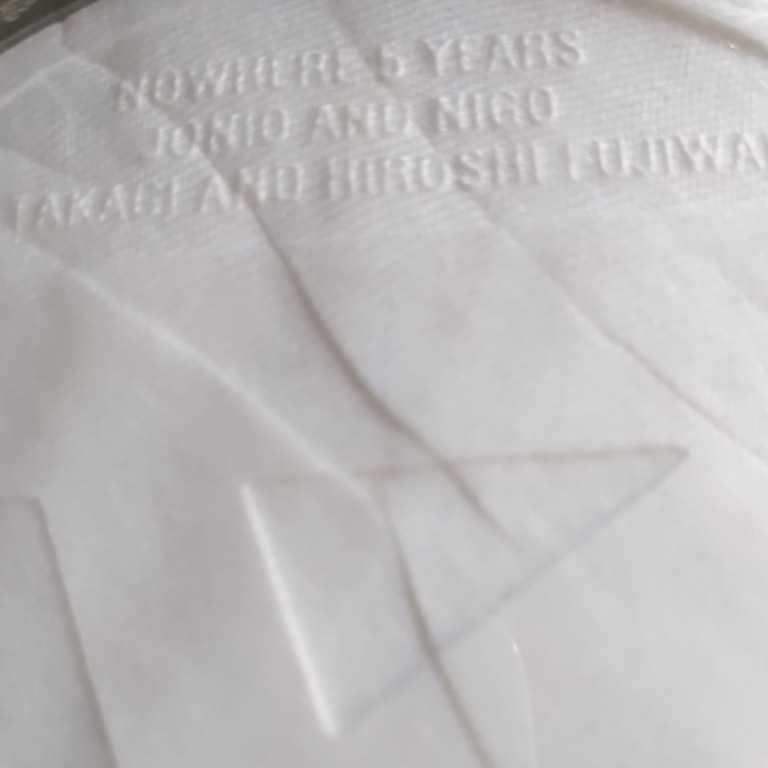 NOWHERE 5 YEARS
JONIO AND NIGO
TAKAGI AND HIROSHI FUJIWA